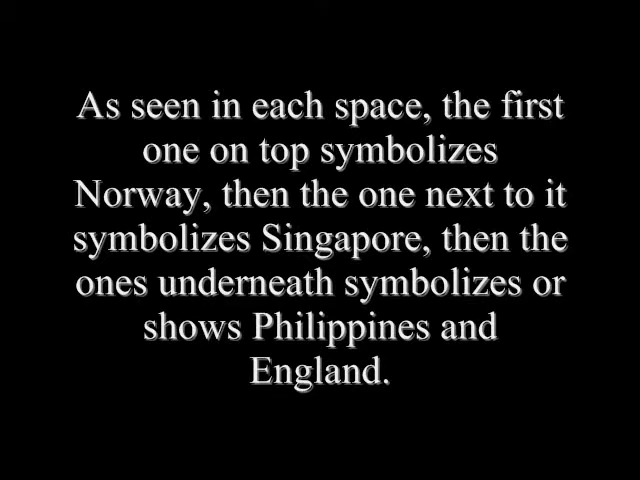 As seen in each space, the first
one on top symbolizes
Norway, then the one next to it
symbolizes Singapore, then the
ones underneath symbolizes or
shows Philippines and
England.